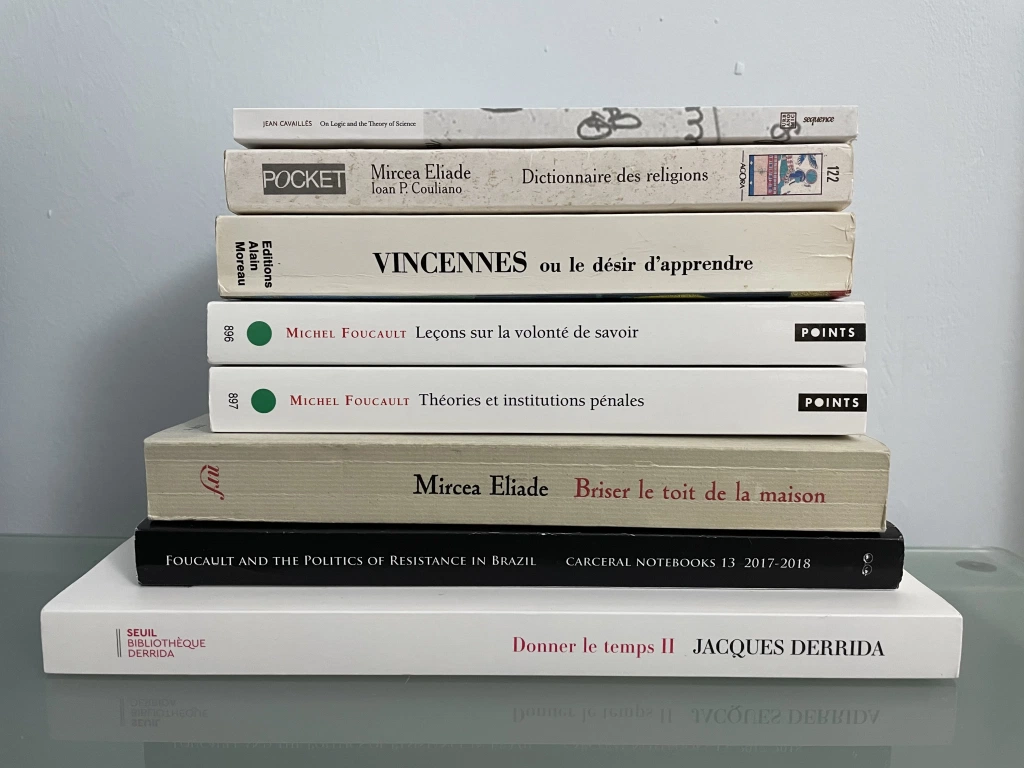 JEAN CAVAILLÈS On Logic and the Theory of Science sequence
POCKET Mircea Eliade Dictionnaire des religions AGORA 122
Ioan P. Couliano
Editions
Alain
Moreau
VINCENNES ou le désir d'apprendre
896 MICHEL FOUCAULT Leçons sur la volonté de savoir POINTS
897 MICHEL FOUCAULT Théories et institutions pénales POINTS
nrf Mircea Eliade Briser le toit de la maison
FOUCAULT AND THE POLITICS OF RESISTANCE IN BRAZIL CARCERAL NOTEBOOKS 13 2017-2018
SEUIL
BIBLIOTHÈQUE
DERRIDA
Donner le temps II JACQUES DERRIDA